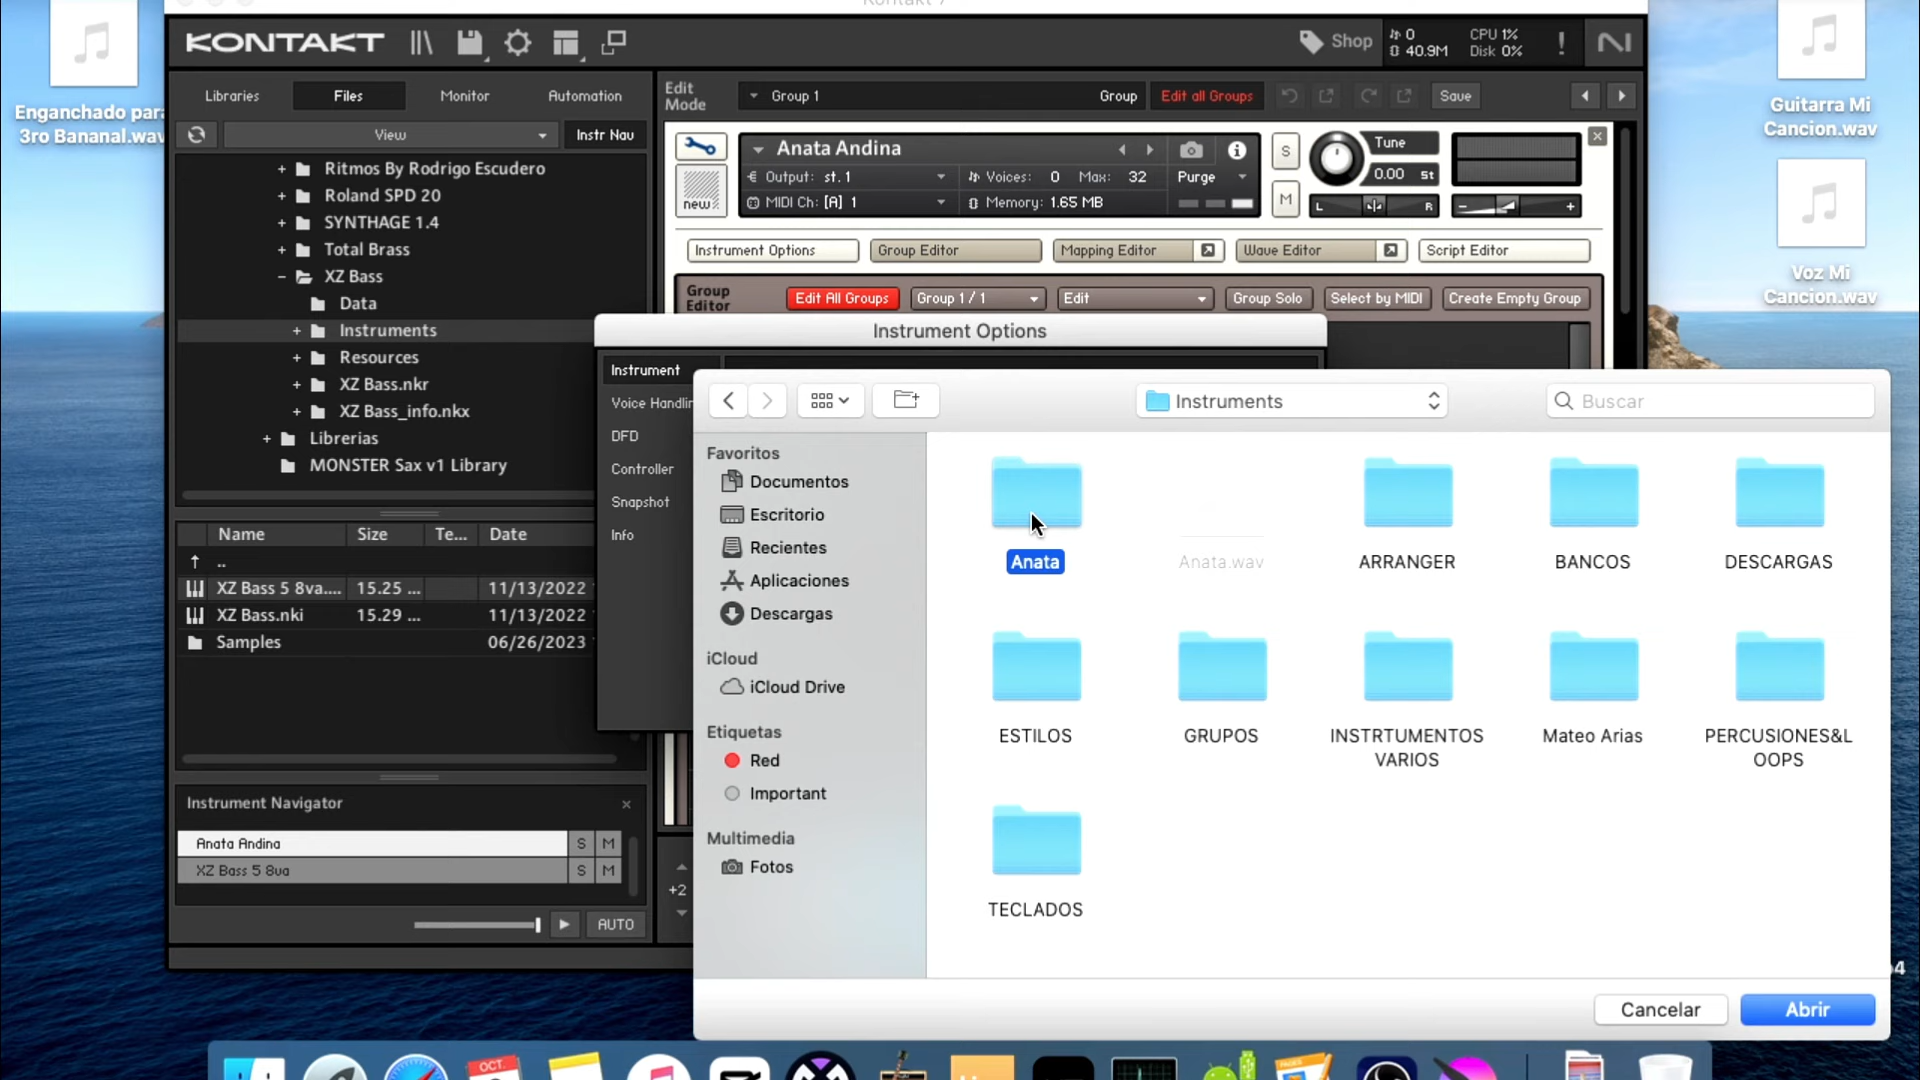 Kontakt 7
Enganchado para
3ro Bananal.wav
Guitarra Mi
Cancion.wav
Voz Mi
Cancion.wav
KONTAKT
Shop
0
40.9M
CPU 1%
Disk 0%
!
Libraries
Files
Monitor
Automation
View
Instr Nav
+ Ritmos By Rodrigo Escudero
+ Roland SPD 20
+ SYNTHAGE 1.4
+ Total Brass
- XZ Bass
Data
+ Instruments
+ Resources
+ XZ Bass.nkr
+ XZ Bass_info.nkx
+ Librerias
MONSTER Sax v1 Library
Name
Size
Te...
Date
..
XZ Bass 5 8va.... 15.25 ... 11/13/2022
XZ Bass.nki 15.29 ... 11/13/2022
Samples 06/26/2023
Instrument Navigator
×
Anata Andina S M
XZ Bass 5 8va S M
AUTO
Edit
Mode
Group 1
Group
Edit all Groups
Save
new..
Anata Andina
Output: st. 1
Voices: 0 Max: 32
Purge
MIDI Ch: [A] 1
Memory: 1.65 MB
S
M
Tune
0.00 St
L R
- +
Instrument Options
Group Editor
Mapping Editor
Wave Editor
Script Editor
Group
Editor
Edit All Groups
Group 1 / 1
Edit
Group Solo
Select by MIDI
Create Empty Group
+2
Instrument Options
Instrument
Voice Handlin
DFD
Controller
Snapshot
Info
Instruments
Buscar
Favoritos
Documentos
Escritorio
Recientes
Aplicaciones
Descargas
iCloud
iCloud Drive
Etiquetas
Red
Important
Multimedia
Fotos
Anata
Anata.wav
ARRANGER
BANCOS
DESCARGAS
ESTILOS
GRUPOS
INSTRTUMENTOS
VARIOS
Mateo Arias
PERCUSIONES&L
OOPS
TECLADOS
Cancelar
Abrir
OCT.
PAGES